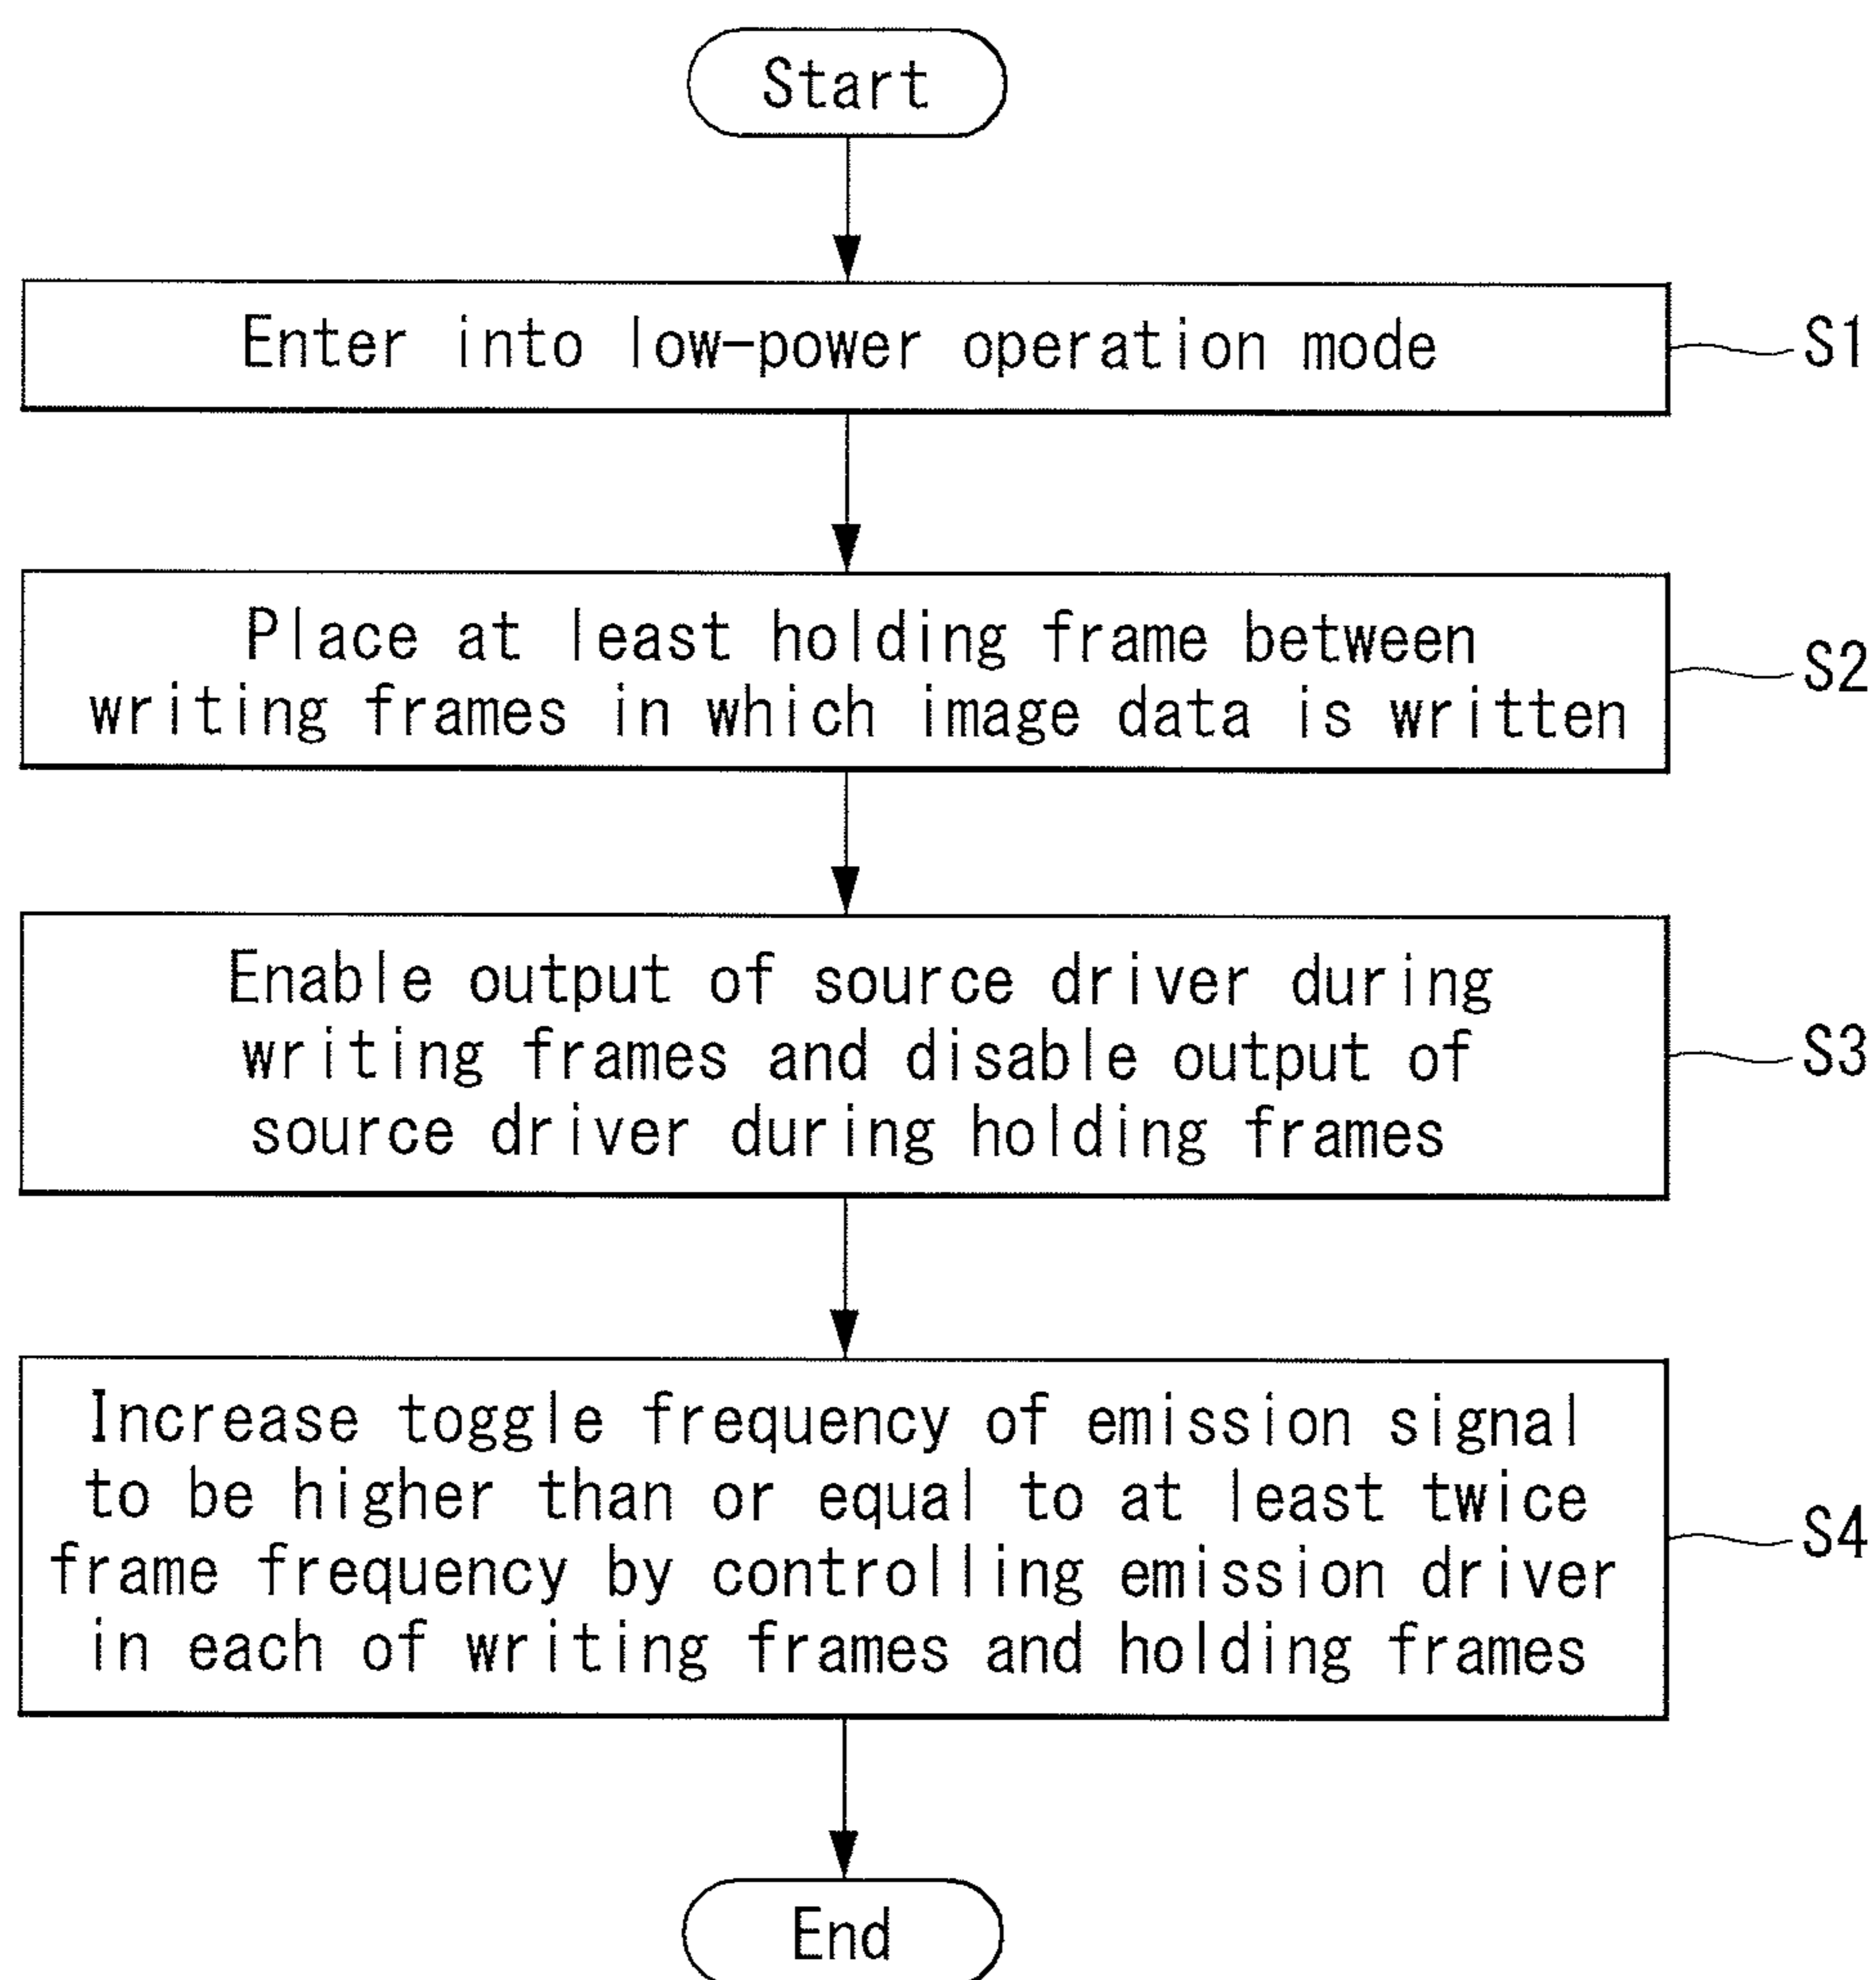 Start
Enter into low-power operation mode
S1
Place at least holding frame between
writing frames in which image data is written
S2
Enable output of source driver during
writing frames and disable output of
source driver during holding frames
S3
Increase toggle frequency of emission signal
to be higher than or equal to at least twice
frame frequency by controlling emission driver
in each of writing frames and holding frames
S4
End